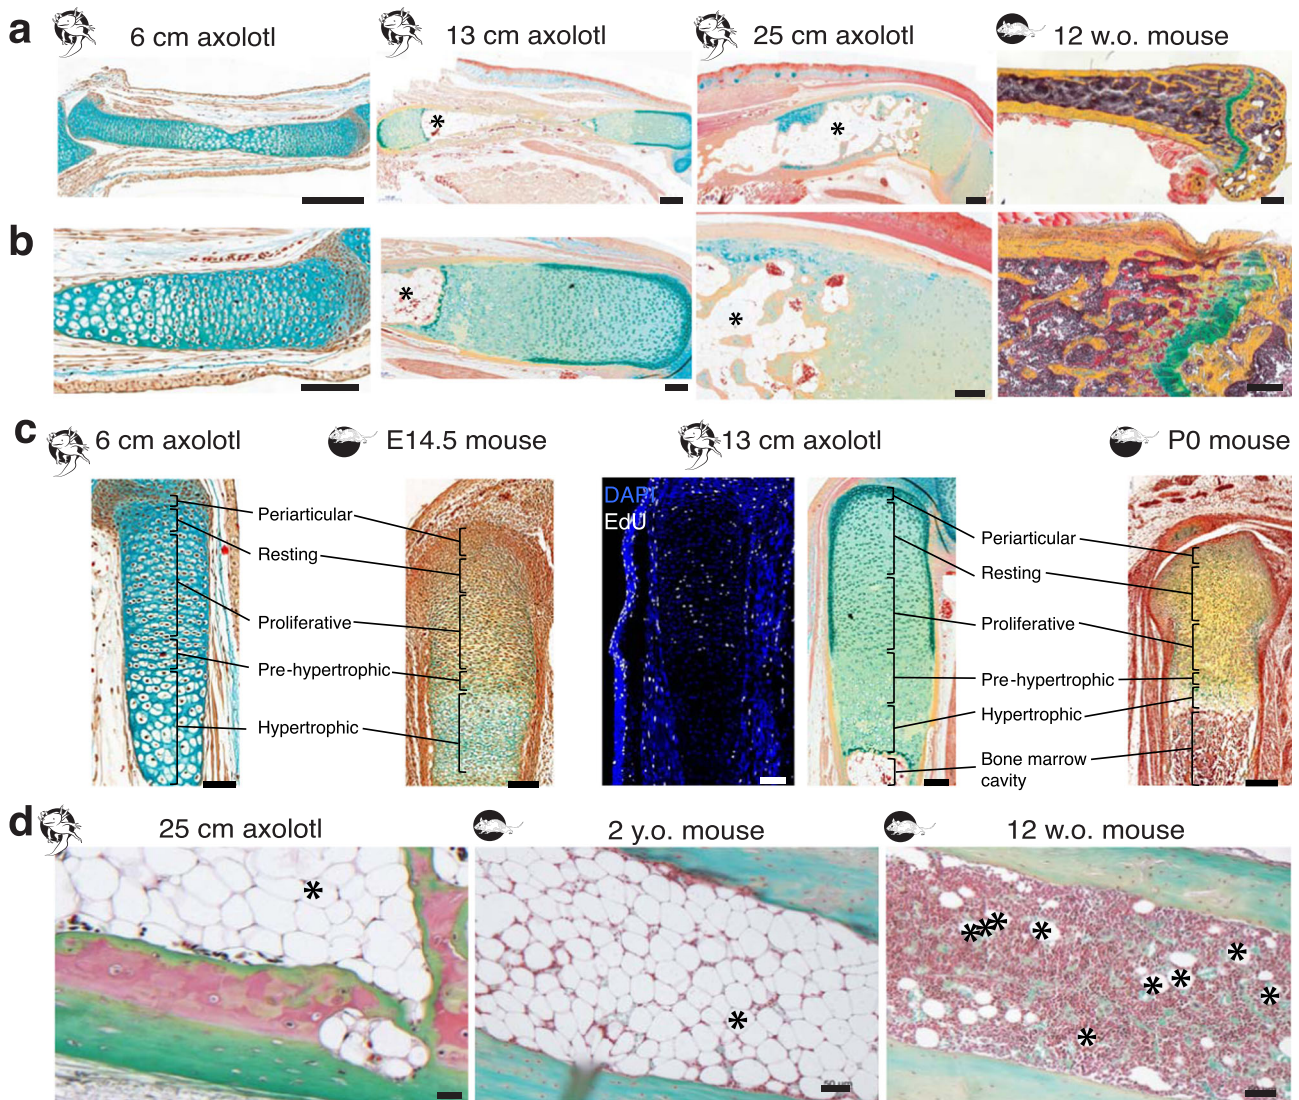 a
6 cm axolotl
13 cm axolotl
25 cm axolotl
12 w.o. mouse
*
*
b
*
*
c
6 cm axolotl
E14.5 mouse
13 cm axolotl
P0 mouse
DAPI
EdU
Periarticular
Resting
Proliferative
Pre-hypertrophic
Hypertrophic
Periarticular
Resting
Proliferative
Pre-hypertrophic
Hypertrophic
Bone marrow
cavity
d
25 cm axolotl
2 y.o. mouse
12 w.o. mouse
*
*
* * * *
* * * *
*